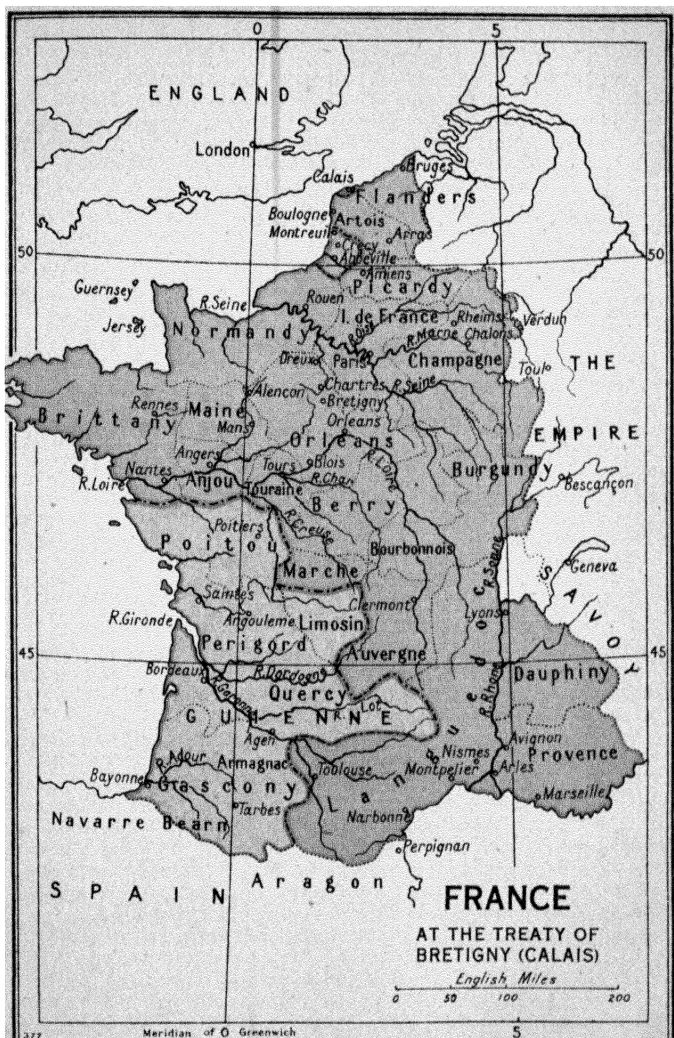 0 5
ENGLAND
London
Bruges
Calais
Flanders
Boulogne
Artois
Montreuil
Crecy
Arras
Abbeville
50
50
Amiens
Picardy
Guernsey
R.Seine
Rouen
I. de France
Rheims
Verdun
Jersey
Normandy
R.Oise
R.Marne
Chalons
Dreux
Paris
Champagne
Toul
THE
Alençon
Chartres
R.Seine
Bretigny
Rennes
Maine
Brittany
Mans
Orleans
Orleans
EMPIRE
Angers
Tours
Blois
R.Loire
Burgundy
Nantes
Anjou
R.Cher
Bescançon
R.Loire
Touraine
Berry
Poitiers
R.Creuse
Poitou
Bourbonnois
R.Saone
Geneva
Marche
SAVOY
Saintes
Clermont
Angouleme
Limosin
Lyons
R.Gironde
Perigord
45
Auvergne
45
Bordeaux
R.Dordogne
Dauphiny
R.Garonne
Quercy
R.Rhone
GUIENNE
R. Lot
Agen
Avignon
Adour
Armagnac
Toulouse
Nismes
Provence
Bayonne
Montpelier
Arles
Gascony
Languedoc
Marseille
Tarbes
Narbonne
Navarre Bearn
Perpignan
SPAIN
Aragon
FRANCE
AT THE TREATY OF
BRETIGNY (CALAIS)
English Miles
0 50 100 200
377 Meridian of 0 Greenwich 5